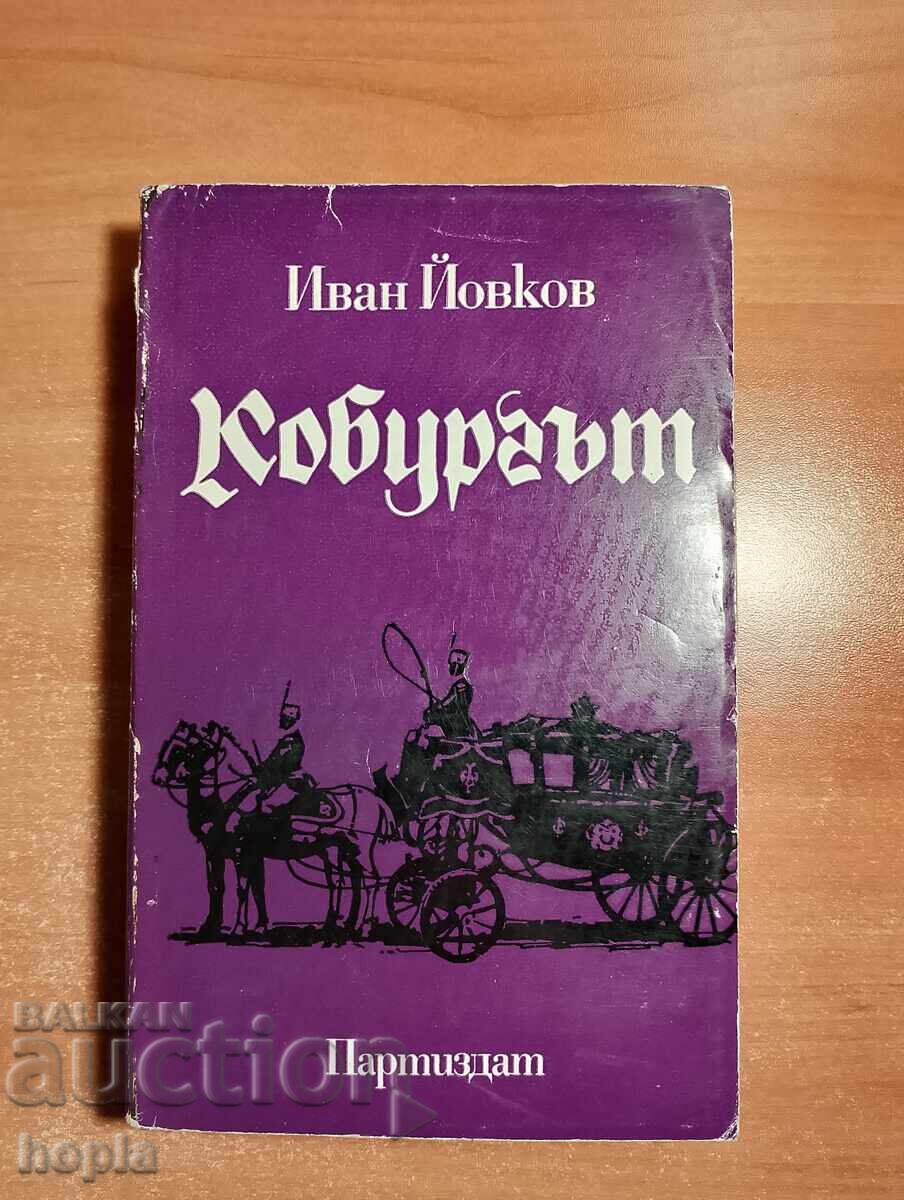 Иван Йовков
Кобургът
Партиздат
BALKAN
auction
hopla